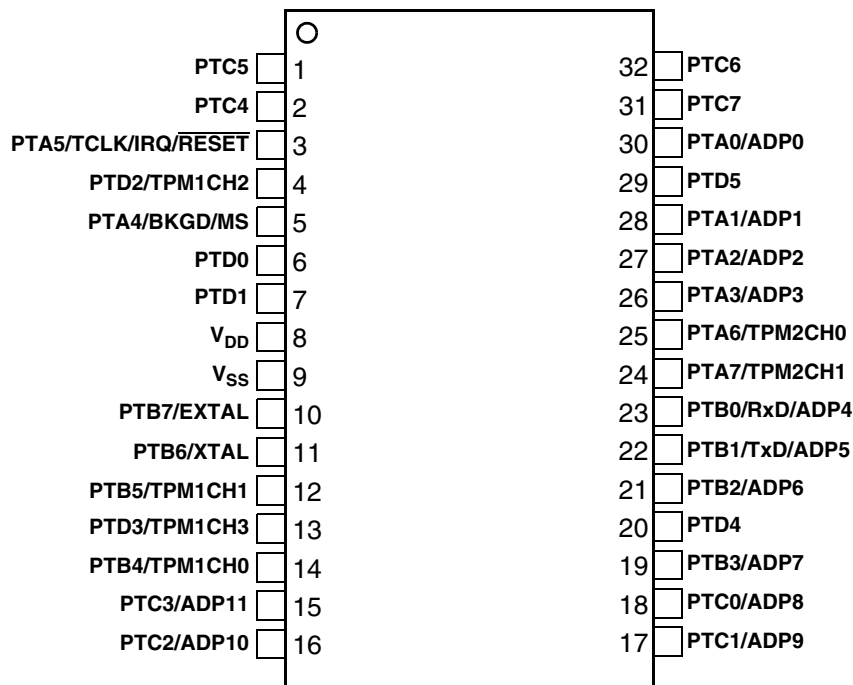 PTC5 1 32 PTC6
PTC4 2 31 PTC7
PTA5/TCLK/IRQ/RESET 3 30 PTA0/ADP0
PTD2/TPM1CH2 4 29 PTD5
PTA4/BKGD/MS 5 28 PTA1/ADP1
PTD0 6 27 PTA2/ADP2
PTD1 7 26 PTA3/ADP3
VDD 8 25 PTA6/TPM2CH0
VSS 9 24 PTA7/TPM2CH1
PTB7/EXTAL 10 23 PTB0/RxD/ADP4
PTB6/XTAL 11 22 PTB1/TxD/ADP5
PTB5/TPM1CH1 12 21 PTB2/ADP6
PTD3/TPM1CH3 13 20 PTD4
PTB4/TPM1CH0 14 19 PTB3/ADP7
PTC3/ADP11 15 18 PTC0/ADP8
PTC2/ADP10 16 17 PTC1/ADP9